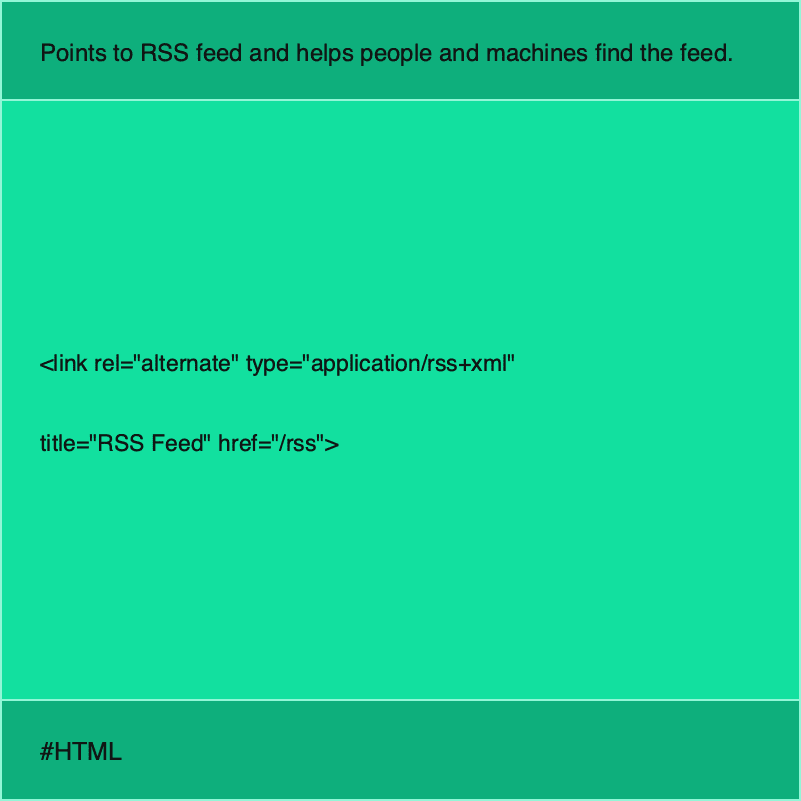 Points to RSS feed and helps people and machines find the feed.
<link rel="alternate" type="application/rss+xml"
title="RSS Feed" href="/rss">
#HTML